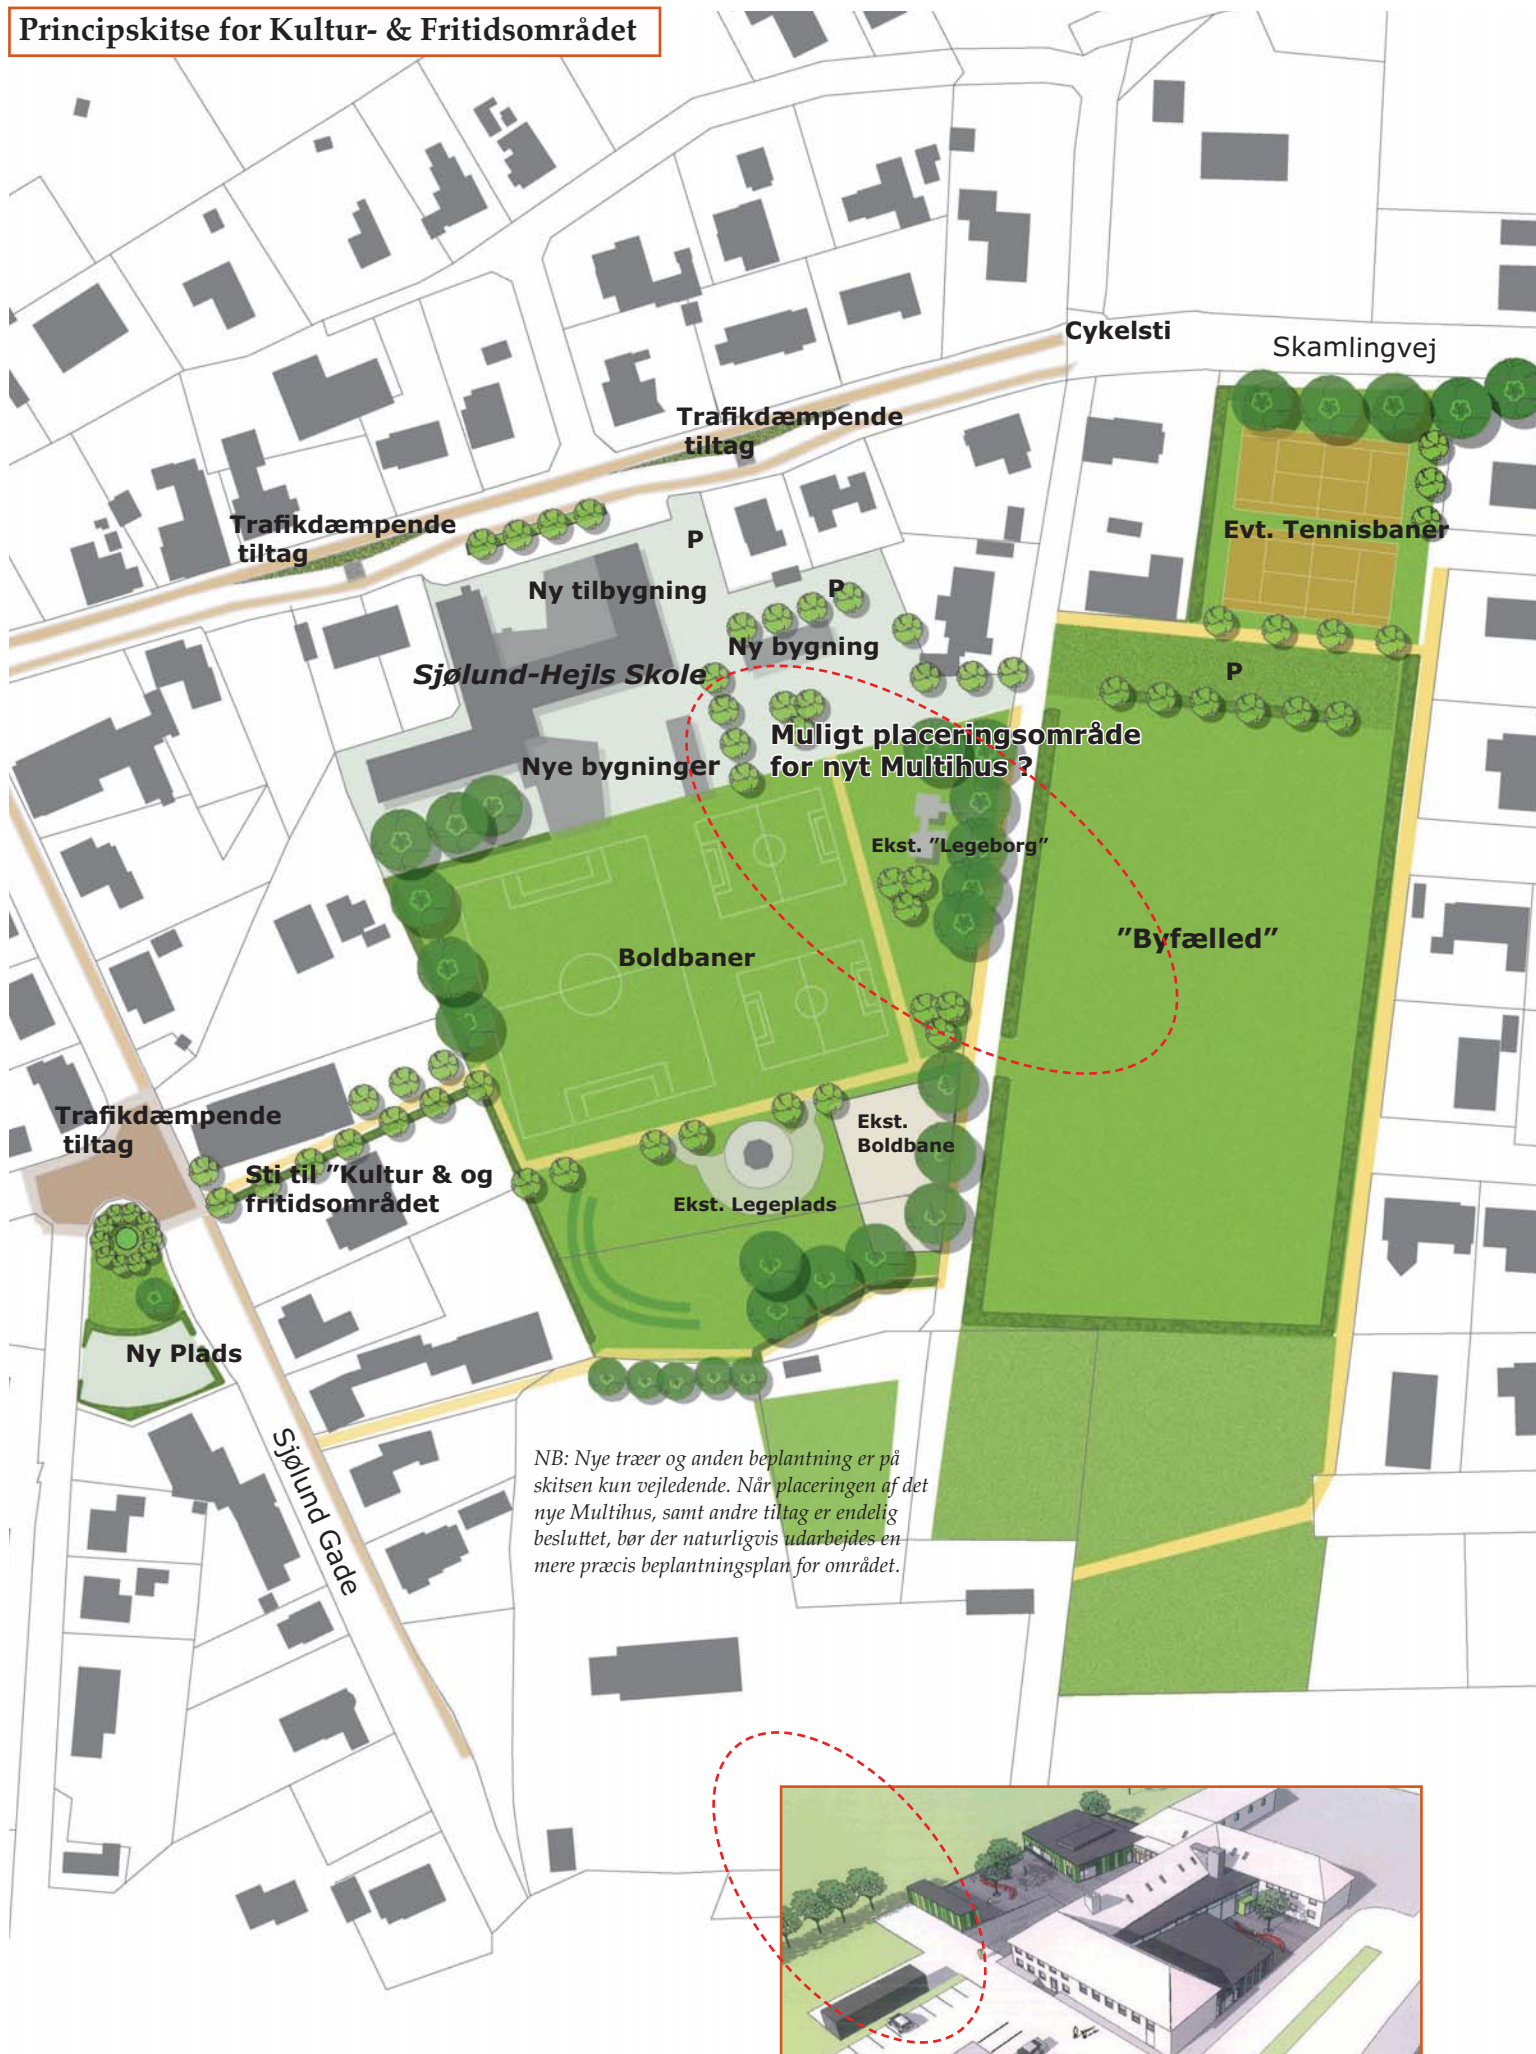 Principskitse for Kultur- & Fritidsområdet
Cykelsti
Skamlingvej
Trafikdæmpende
tiltag
Trafikdæmpende
tiltag
P
Evt. Tennisbaner
Ny tilbygning
P
Ny bygning
Sjølund-Hejls Skole
P
Muligt placeringsområde
for nyt Multihus ?
Nye bygninger
Ekst. ”Legeborg”
”Byfælled”
Boldbaner
Trafikdæmpende
tiltag
Ekst.
Boldbane
Sti til ”Kultur & og
fritidsområdet
Ekst. Legeplads
Ny Plads
Sjølund Gade
NB: Nye træer og anden beplantning er på
skitsen kun vejledende. Når placeringen af det
nye Multihus, samt andre tiltag er endelig
besluttet, bør der naturligvis udarbejdes en
mere præcis beplantningsplan for området.